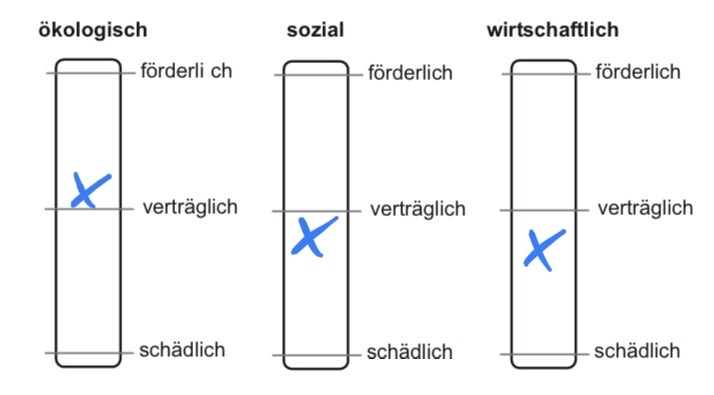 ökologisch sozial wirtschaftlich
förderli ch förderlich förderlich
verträglich verträglich verträglich
schädlich schädlich schädlich